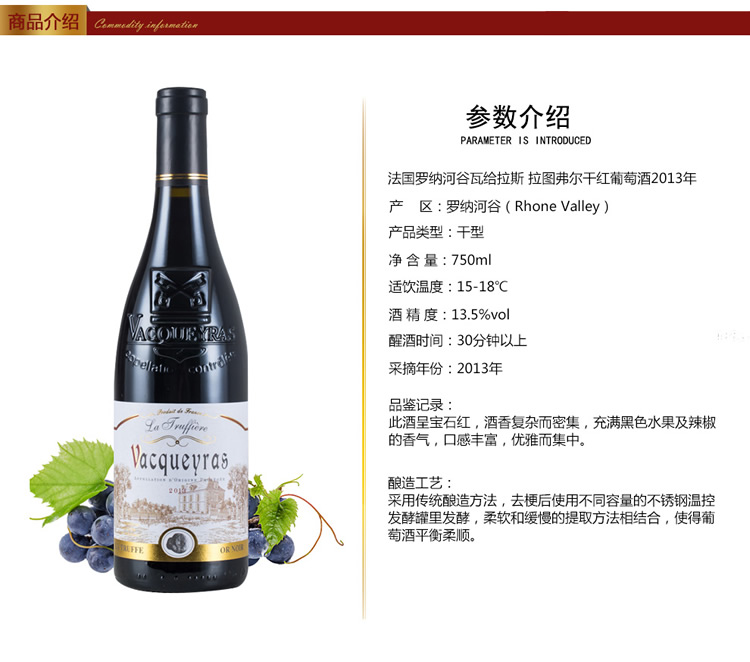 商品介绍
Commodity information
参数介绍
PARAMETER IS INTRODUCED
法国罗纳河谷瓦给拉斯 拉图弗尔干红葡萄酒2013年
产 区：罗纳河谷（Rhone Valley）
产品类型：干型
净 含 量：750ml
适饮温度：15-18℃
酒 精 度：13.5%vol
醒酒时间：30分钟以上
采摘年份：2013年
品鉴记录：
此酒呈宝石红，酒香复杂而密集，充满黑色水果及辣椒
的香气，口感丰富，优雅而集中。
酿造工艺：
采用传统酿造方法，去梗后使用不同容量的不锈钢温控
发酵罐里发酵，柔软和缓慢的提取方法相结合，使得葡
萄酒平衡柔顺。
VACQUEYRAS
appellation contrôlée
Produit de France
La Truffière
Vacqueyras
TRUFFE OR NOIR